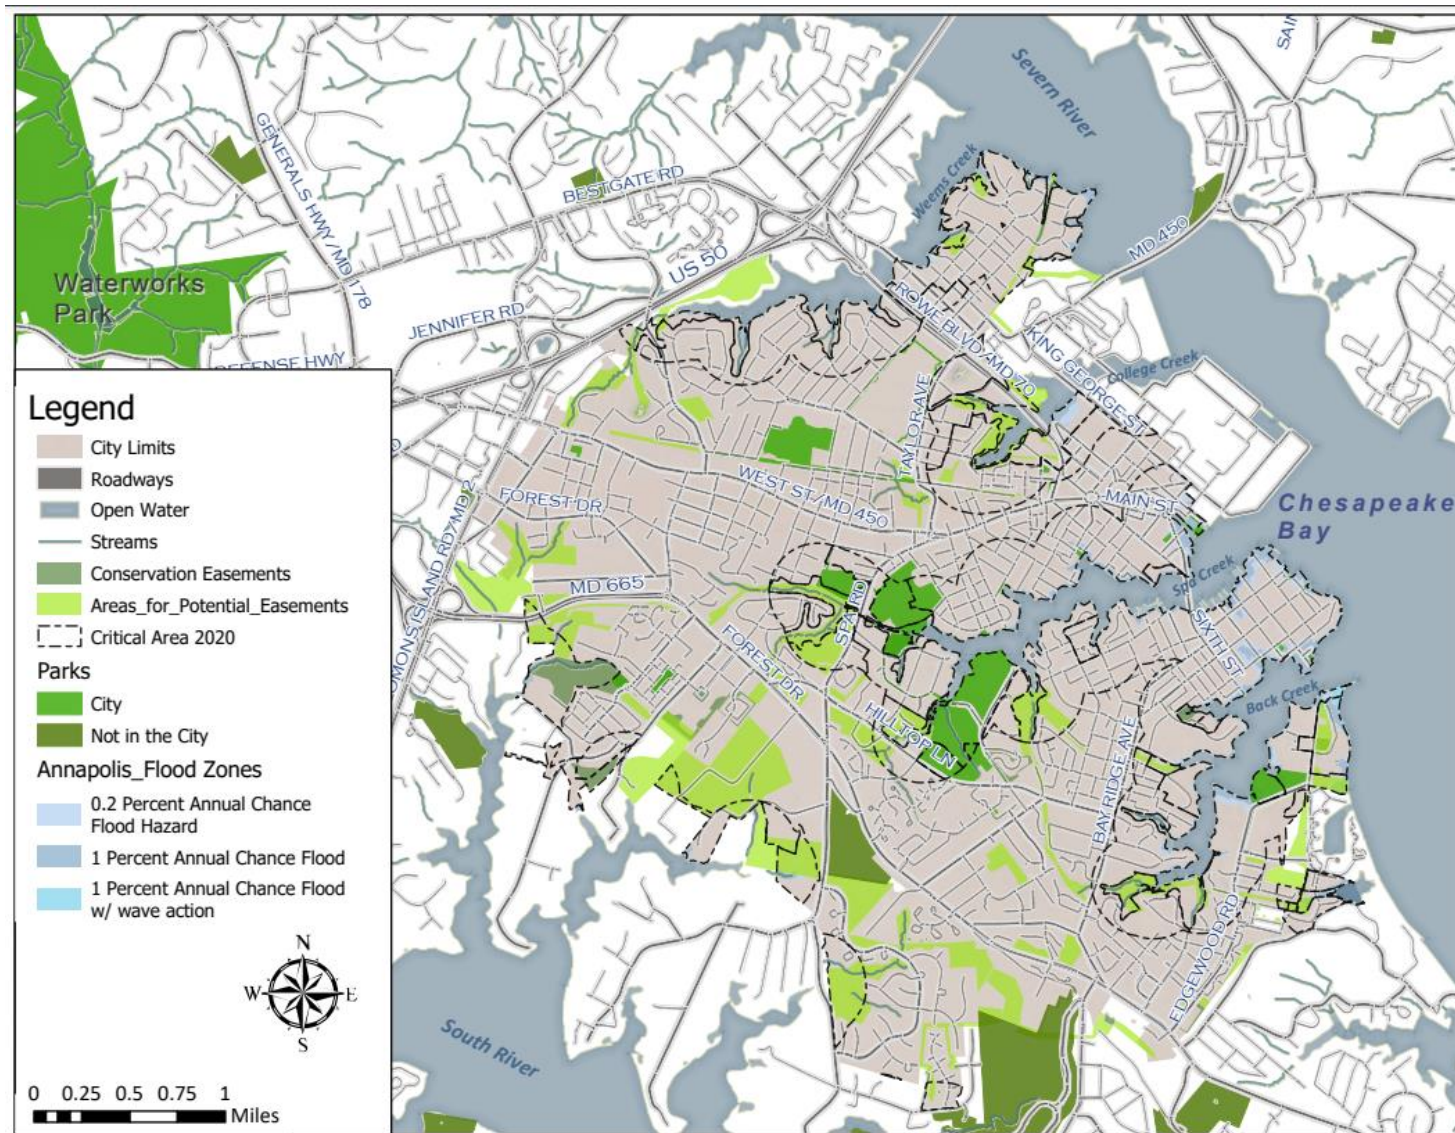 Severn River
SAIN
GENERALS HWY/MD 178
BESTGATE RD
Weems Creek
MD 450
US 50
Waterworks
Park
JENNIFER RD
ROWE BLVD/MD 70
KING GEORGE ST
DEFENSE HWY
College Creek
TAYLOR AVE
WEST ST/MD 450
MAIN ST
FOREST DR
Chesapeake
Bay
MD 665
SPA RD
Spa Creek
SIXTH ST
OMONS ISLAND RD/MD 2
FOREST DR
HILLTOP LN
Back Creek
BAY RIDGE AVE
EDGEWOOD RD
South River
Legend
City Limits
Roadways
Open Water
Streams
Conservation Easements
Areas_for_Potential_Easements
Critical Area 2020
Parks
City
Not in the City
Annapolis_Flood Zones
0.2 Percent Annual Chance
Flood Hazard
1 Percent Annual Chance Flood
1 Percent Annual Chance Flood
w/ wave action
N
W E
S
0 0.25 0.5 0.75 1
Miles